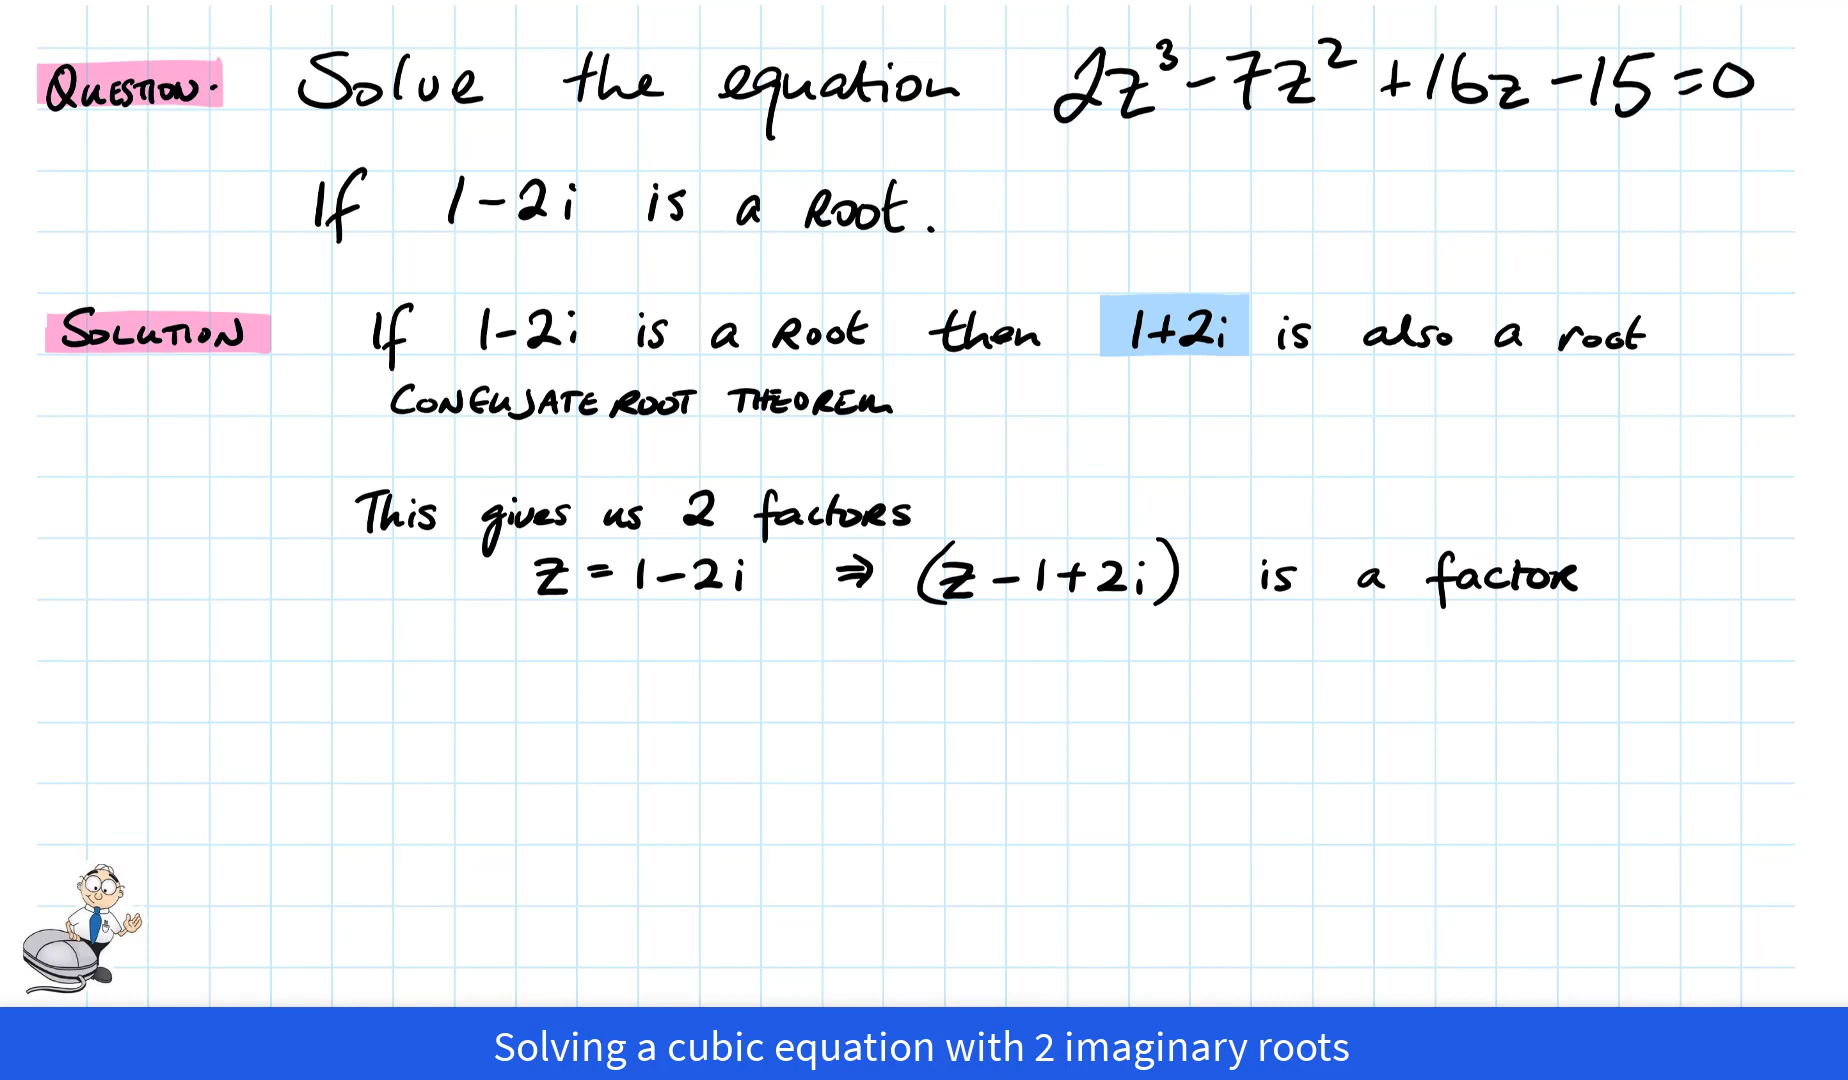 QUESTION. Solve the equation 2z³-7z²+16z-15=0
If 1-2i is a Root.
SOLUTION If 1-2i is a Root then 1+2i is also a root
CONGUJATE ROOT THEOREM
This gives us 2 factors
z = 1-2i ⇒ (z-1+2i) is a factor
Solving a cubic equation with 2 imaginary roots